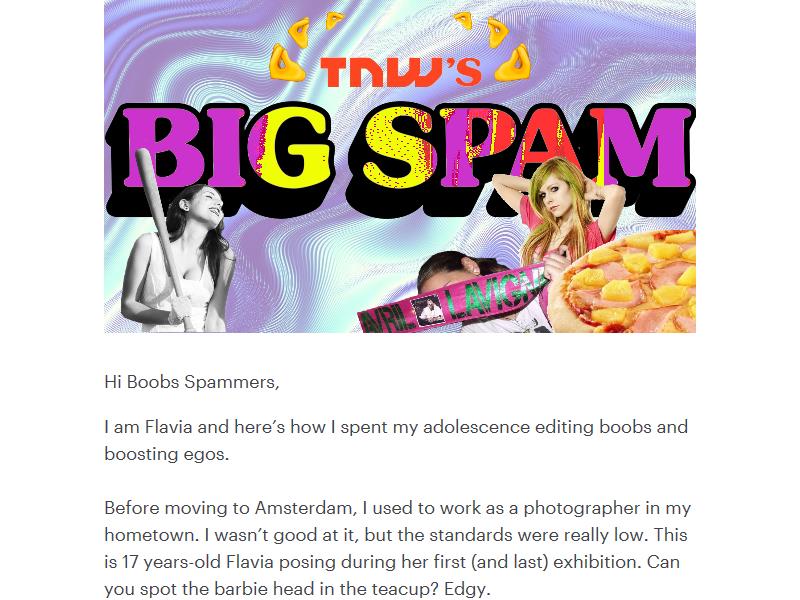 TNW'S
BIG SPAM
AVRIL LAVIGN
Hi Boobs Spammers,
I am Flavia and here’s how I spent my adolescence editing boobs and
boosting egos.
Before moving to Amsterdam, I used to work as a photographer in my
hometown. I wasn’t good at it, but the standards were really low. This
is 17 years-old Flavia posing during her first (and last) exhibition. Can
you spot the barbie head in the teacup? Edgy.